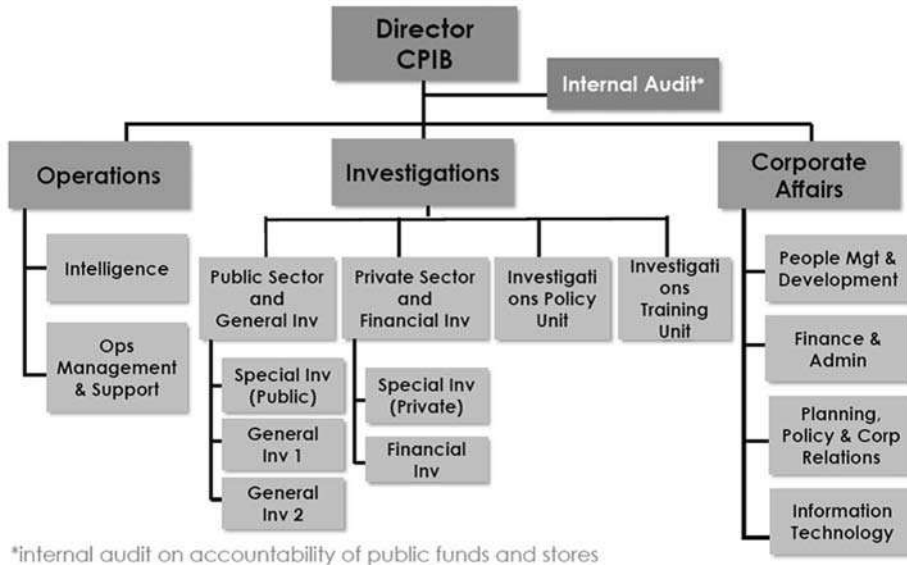 Director
CPIB
Internal Audit*
Operations
Investigations
Corporate
Affairs
Intelligence
Ops
Management
& Support
Public Sector
and
General Inv
Private Sector
and
Financial Inv
Investigati
ons Policy
Unit
Investigati
ons
Training
Unit
Special Inv
(Public)
General
Inv 1
General
Inv 2
Special Inv
(Private)
Financial
Inv
People Mgt &
Development
Finance &
Admin
Planning,
Policy & Corp
Relations
Information
Technology
*internal audit on accountability of public funds and stores